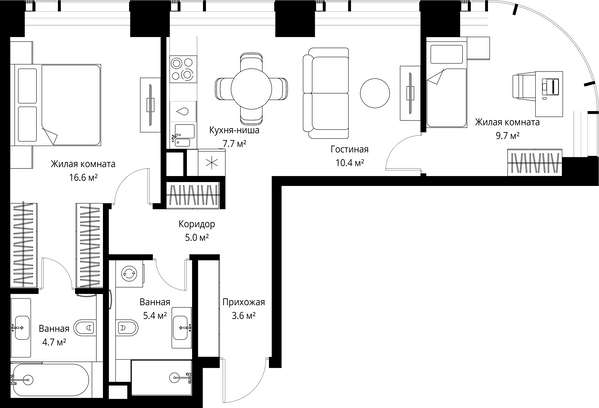 Жилая комната
16.6 м²
Кухня-ниша
7.7 м²
Гостиная
10.4 м²
Жилая комната
9.7 м²
Коридор
5.0 м²
Ванная
4.7 м²
Ванная
5.4 м²
Прихожая
3.6 м²